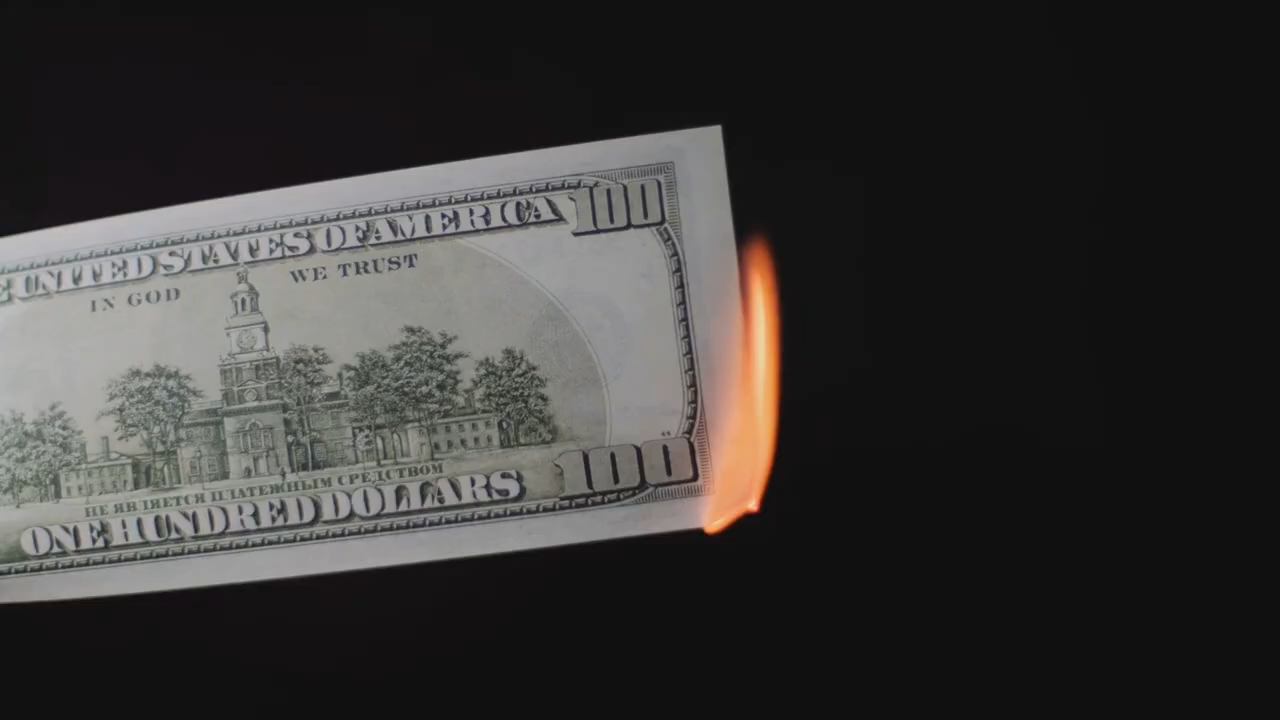 E UNITED STATES OF AMERICA 100
IN GOD WE TRUST
НЕ ЯВЛЯЕТСЯ ПЛАТЕЖНЫМ СРЕДСТВОМ
ONE HUNDRED DOLLARS 100